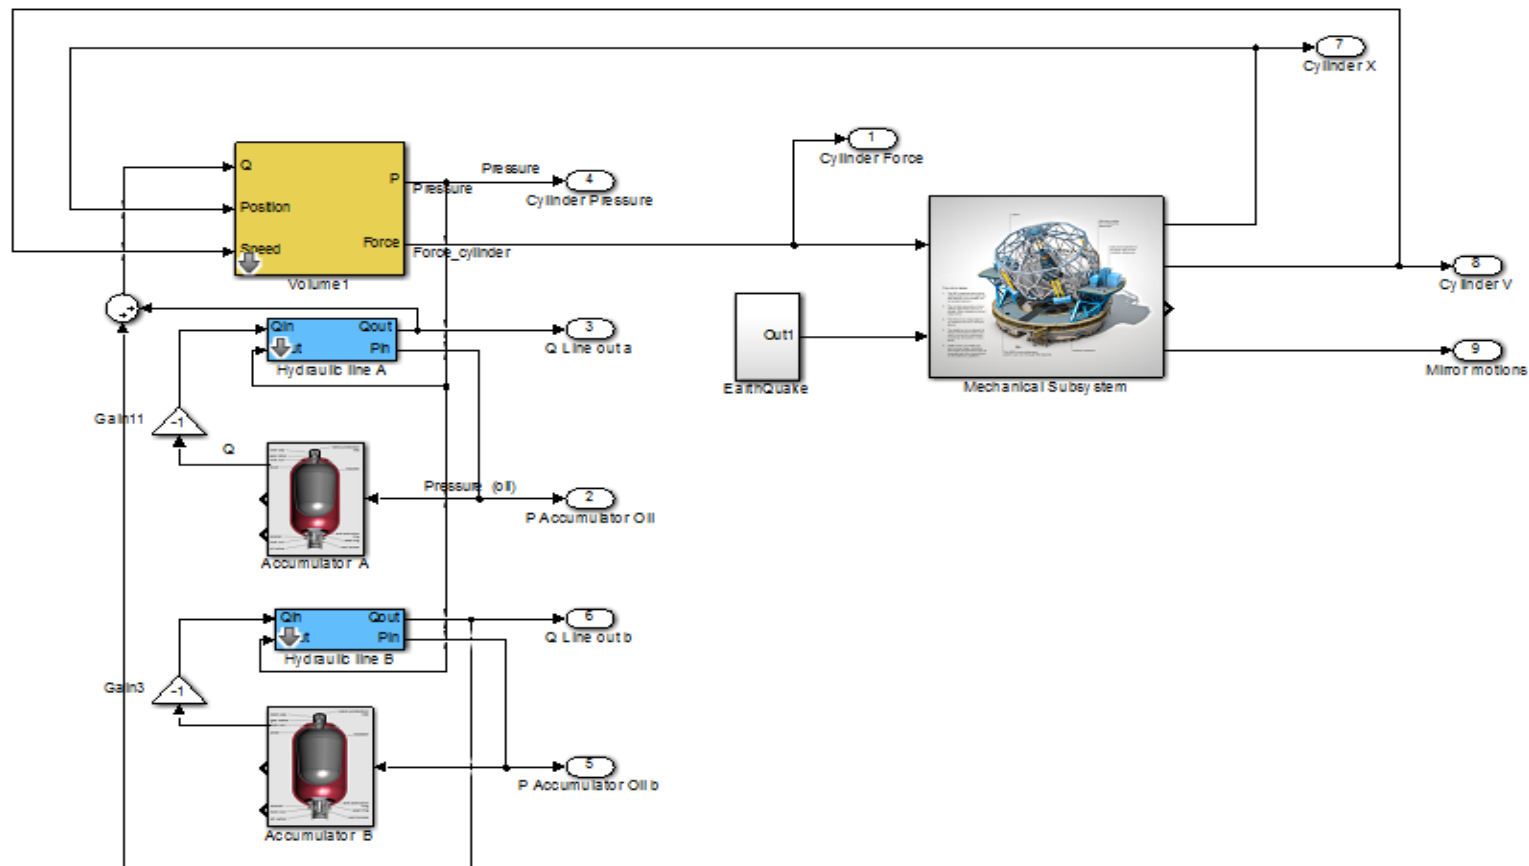 7
Cylinder X
1
Cylinder Force
Q
Position
Speed
P
Force
Volume1
Pressure
Pressure
4
Cylinder Pressure
Force_cylinder
8
Cylinder V
Out1
EarthQuake
Mechanical Subsystem
9
Mirror motions
Qin
Qout
Pin
Hydraulic line A
3
Q Line out a
Gain11
-1
Q
Pressure (oil)
2
P Accumulator Oil
Accumulator A
Qin
Qout
Pin
Hydraulic line B
6
Q Line out b
Gain3
-1
5
P Accumulator Oil b
Accumulator B